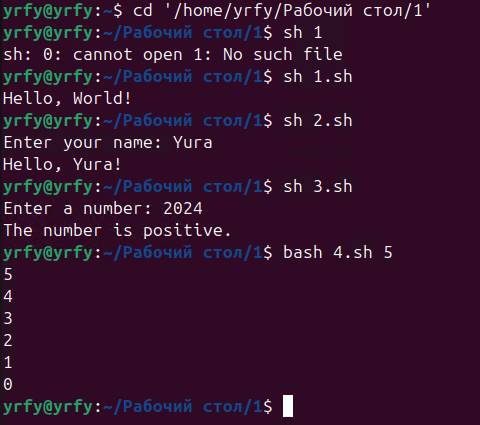 yrfy@yrfy:~$ cd '/home/yrfy/Рабочий стол/1'
yrfy@yrfy:~/Рабочий стол/1$ sh 1
sh: 0: cannot open 1: No such file
yrfy@yrfy:~/Рабочий стол/1$ sh 1.sh
Hello, World!
yrfy@yrfy:~/Рабочий стол/1$ sh 2.sh
Enter your name: Yura
Hello, Yura!
yrfy@yrfy:~/Рабочий стол/1$ sh 3.sh
Enter a number: 2024
The number is positive.
yrfy@yrfy:~/Рабочий стол/1$ bash 4.sh 5
5
4
3
2
1
0
yrfy@yrfy:~/Рабочий стол/1$